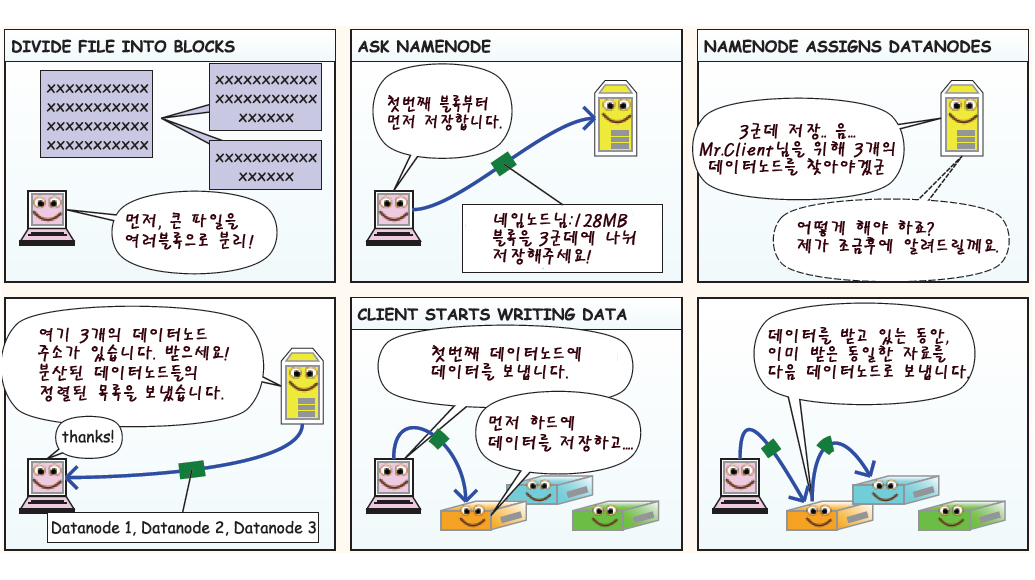 DIVIDE FILE INTO BLOCKS
xxxxxxxxxxx
xxxxxxxxxxx
xxxxxxxxxxx
xxxxxxxxxxx
xxxxxxxxxxx
xxxxxxxxxxx
xxxxxx
xxxxxxxxxxx
xxxxxx
먼저, 큰 파일을
여러블록으로 분리!
ASK NAMENODE
첫번째 블록부터
먼저 저장합니다.
네임노드님:128MB
블록을 3군데에 나눠
저장해주세요!
NAMENODE ASSIGNS DATANODES
3군데 저장.. 음...
Mr.Client님을 위해 3개의
데이터노드를 찾아야겠군
어떻게 해야 하죠?
제가 조금후에 알려드릴께요.
여기 3개의 데이터노드
주소가 있습니다. 받으세요!
분산된 데이터노드들의
정렬된 목록을 보냈습니다.
thanks!
Datanode 1, Datanode 2, Datanode 3
CLIENT STARTS WRITING DATA
첫번째 데이터노드에
데이터를 보냅니다.
먼저 하드에
데이터를 저장하고....
데이터를 받고 있는 동안,
이미 받은 동일한 자료를
다음 데이터노드로 보냅니다.